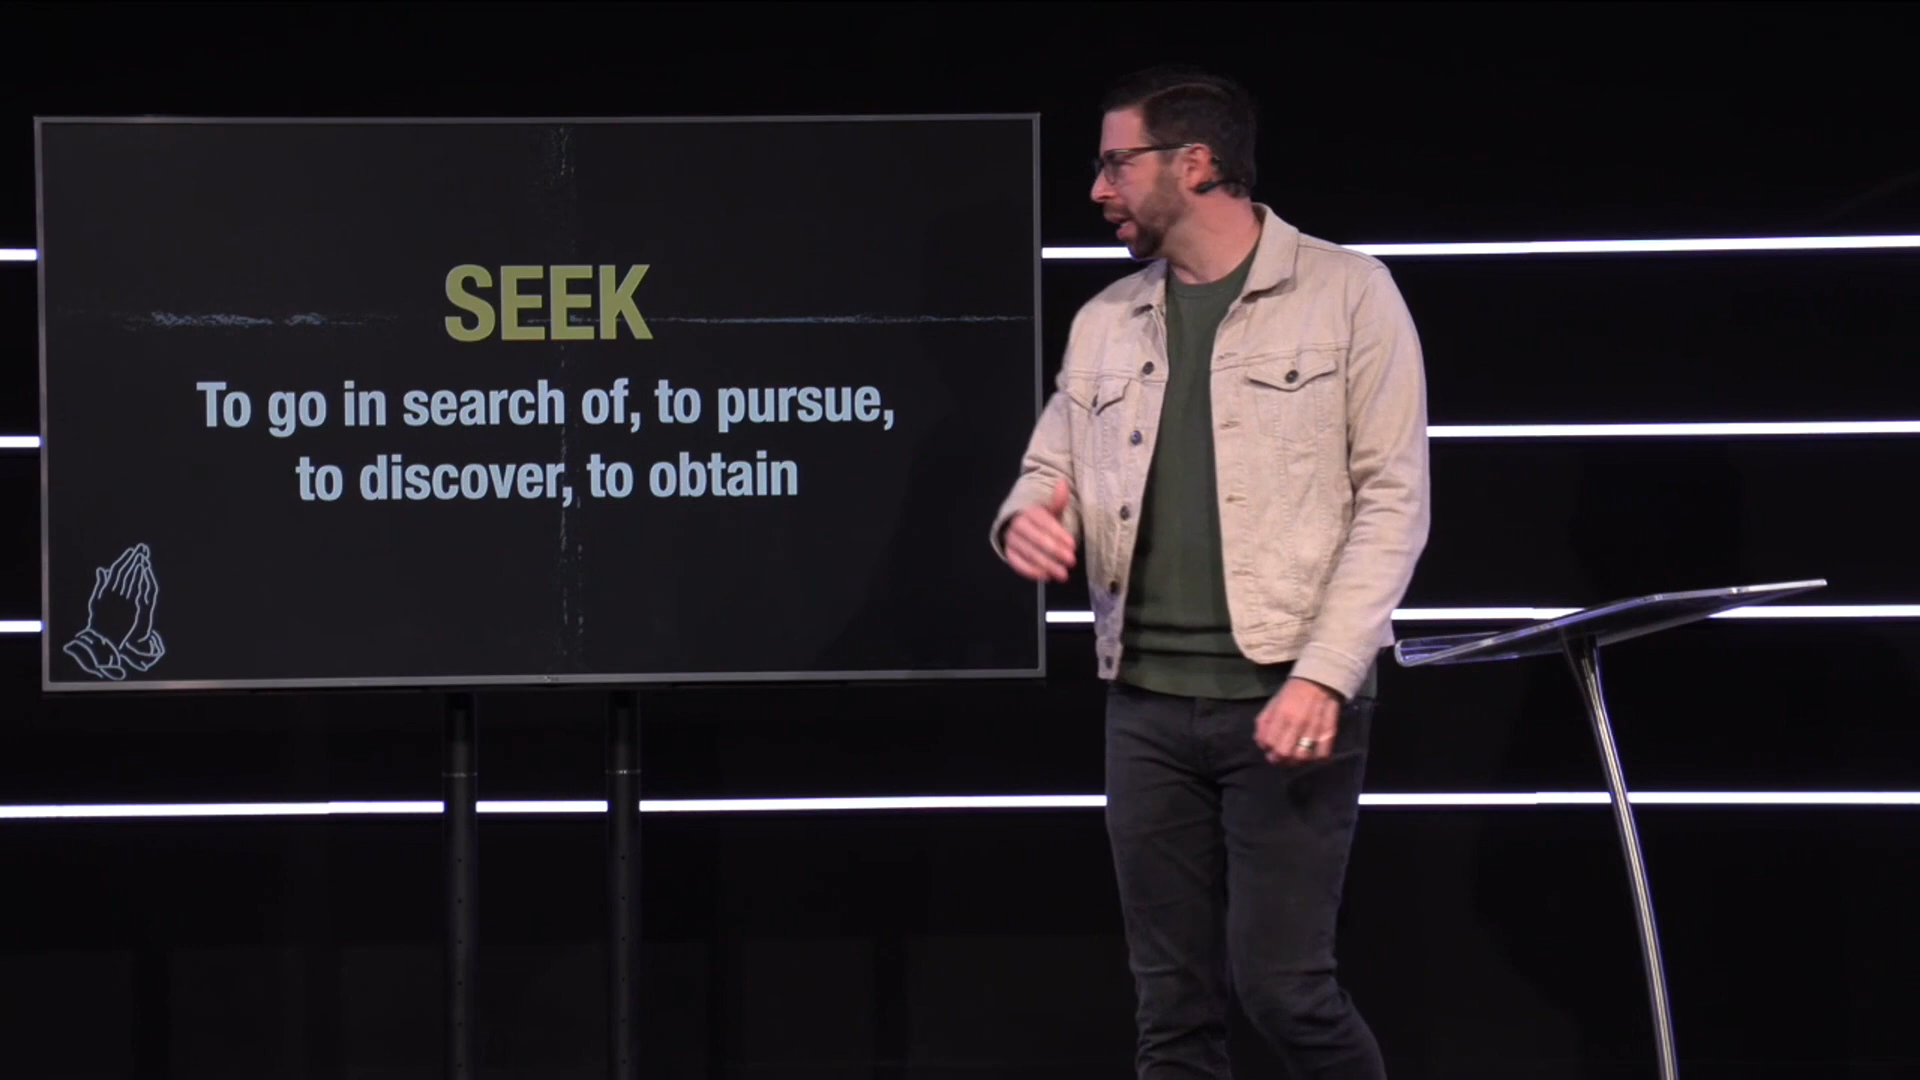 SEEK
To go in search of, to pursue,
to discover, to obtain